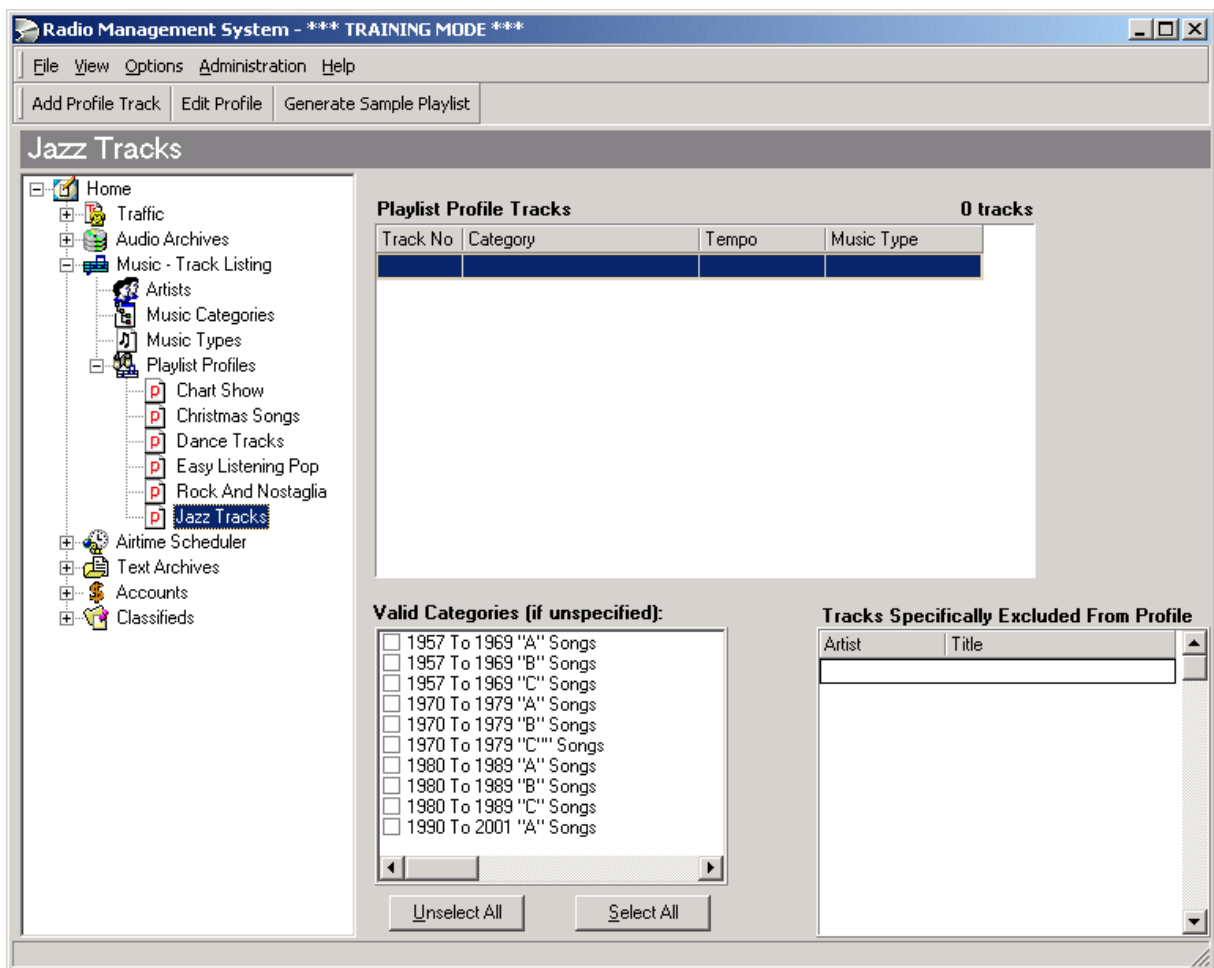 Radio Management System - *** TRAINING MODE ***
File View Options Administration Help
Add Profile Track Edit Profile Generate Sample Playlist
Jazz Tracks
Home
Traffic
Audio Archives
Music - Track Listing
Artists
Music Categories
Music Types
Playlist Profiles
Chart Show
Christmas Songs
Dance Tracks
Easy Listening Pop
Rock And Nostaglia
Jazz Tracks
Airtime Scheduler
Text Archives
Accounts
Classifieds
Playlist Profile Tracks 0 tracks
Track No Category Tempo Music Type
Valid Categories (if unspecified):
1957 To 1969 "A" Songs
1957 To 1969 "B" Songs
1957 To 1969 "C" Songs
1970 To 1979 "A" Songs
1970 To 1979 "B" Songs
1970 To 1979 "C"" Songs
1980 To 1989 "A" Songs
1980 To 1989 "B" Songs
1980 To 1989 "C" Songs
1990 To 2001 "A" Songs
Unselect All Select All
Tracks Specifically Excluded From Profile
Artist Title